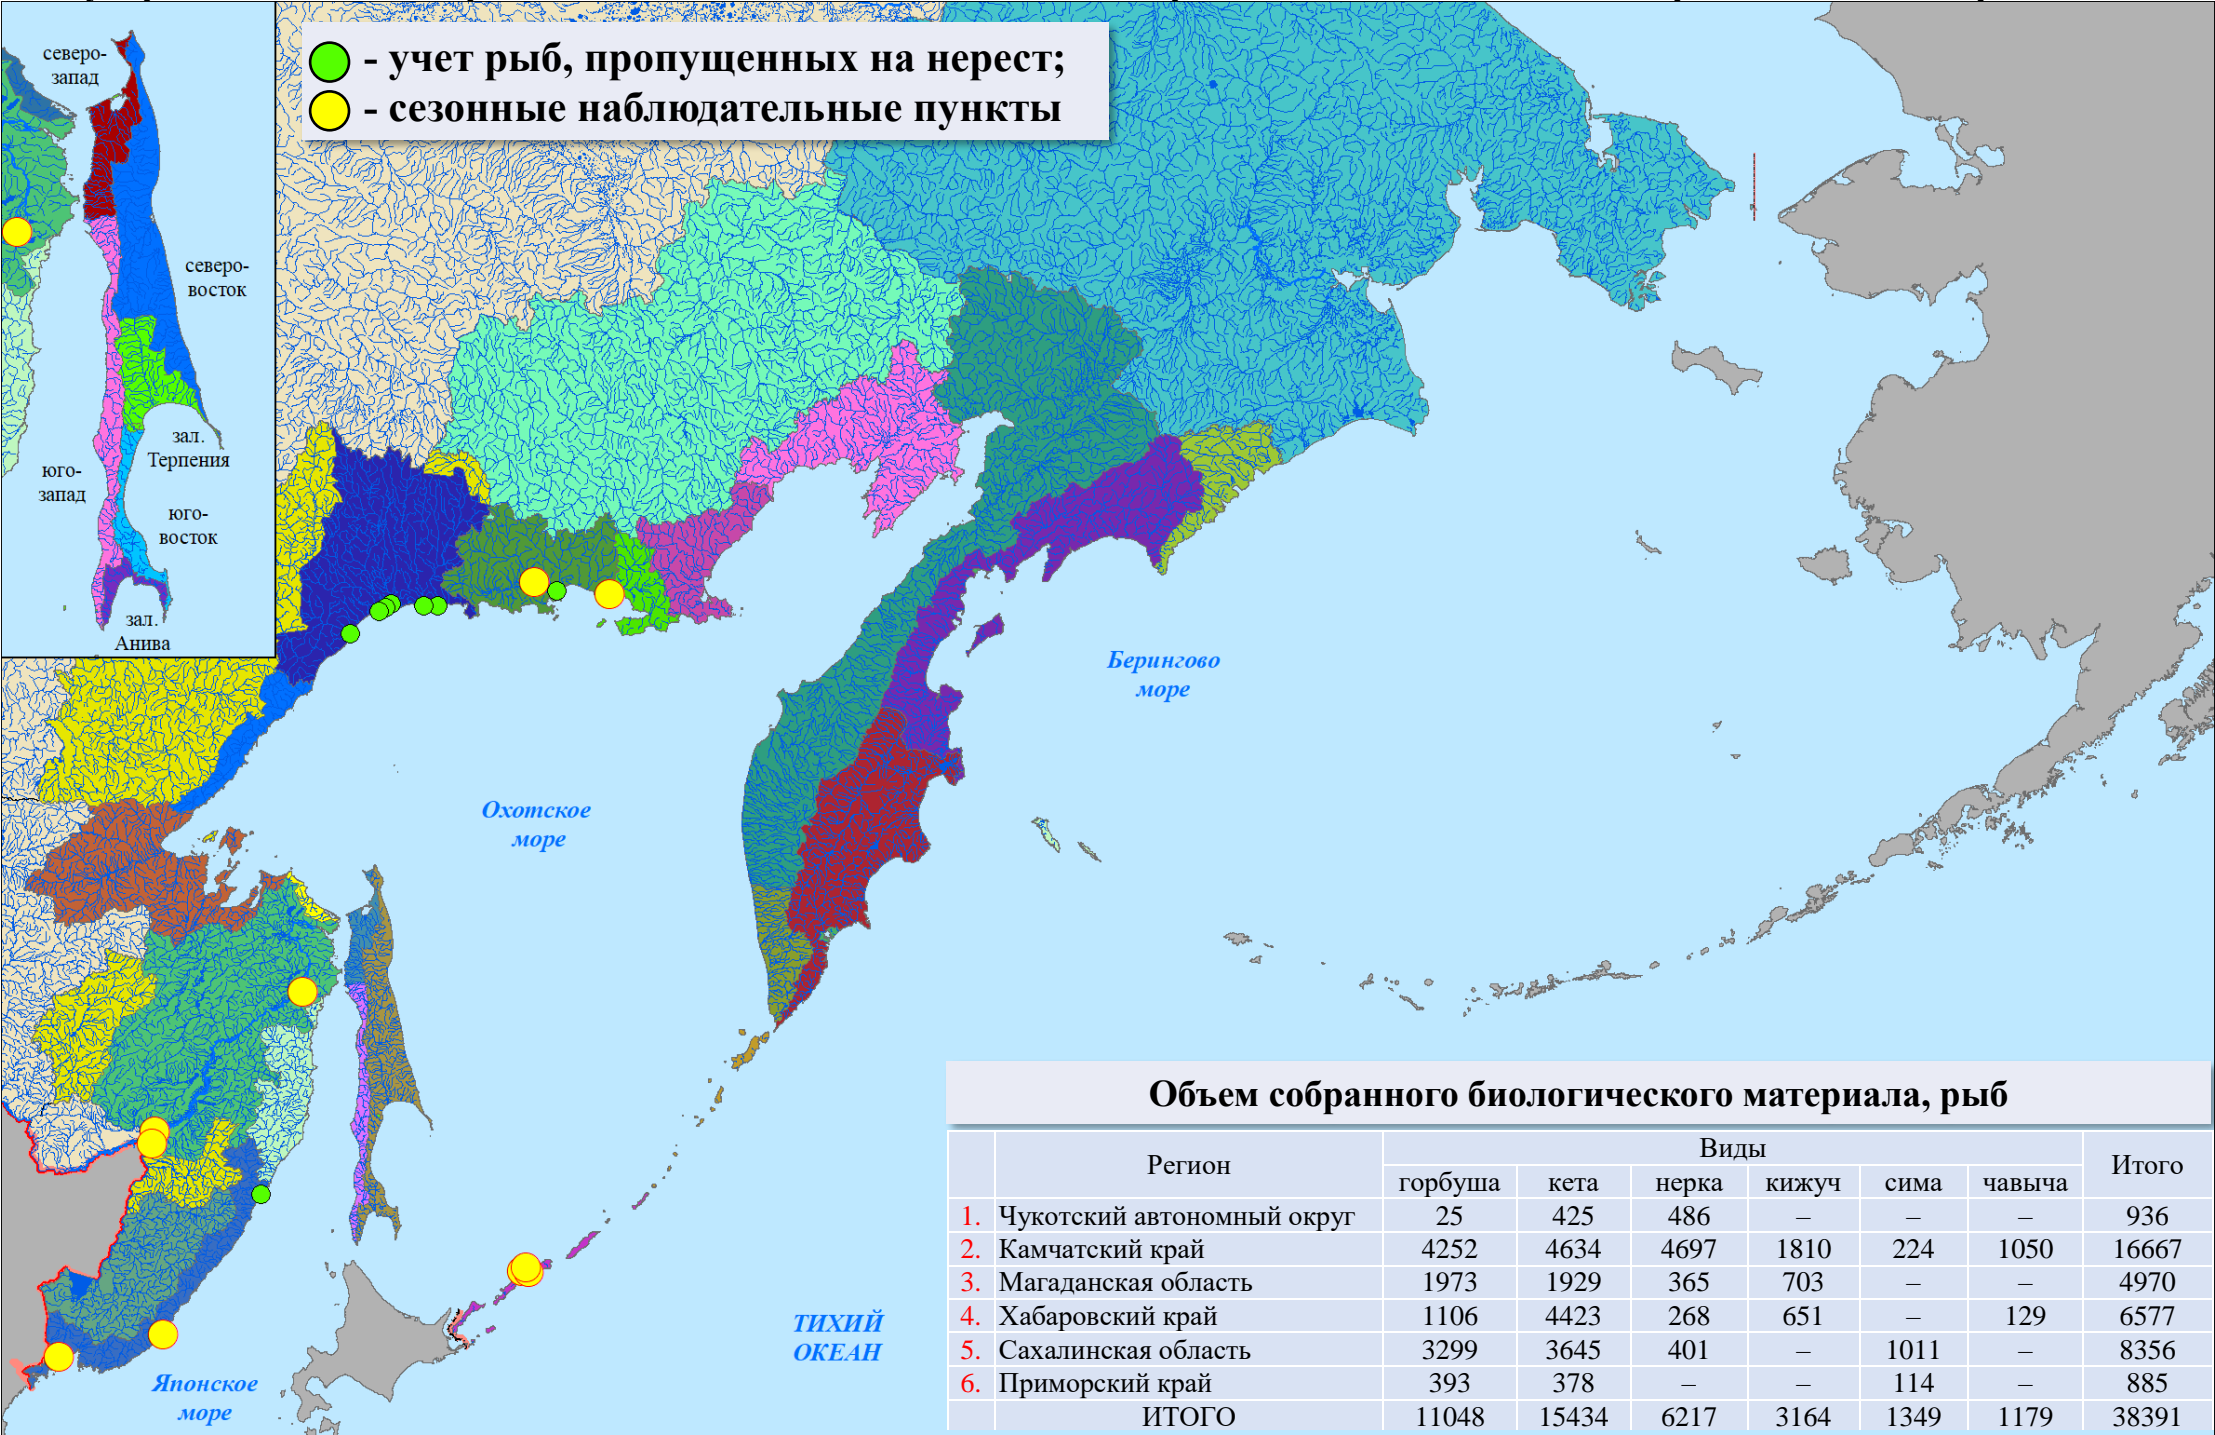 - учет рыб, пропущенных на нерест;
- сезонные наблюдательные пункты
северо-
запад
северо-
восток
зал.
Терпения
юго-
запад
юго-
восток
зал.
Анива
Берингово
море
Охотское
море
ТИХИЙ
ОКЕАН
Японское
море
Объем собранного биологического материала, рыб
Регион Виды Итого
горбуша кета нерка кижуч сима чавыча
1. Чукотский автономный округ 25 425 486 – – – 936
2. Камчатский край 4252 4634 4697 1810 224 1050 16667
3. Магаданская область 1973 1929 365 703 – – 4970
4. Хабаровский край 1106 4423 268 651 – 129 6577
5. Сахалинская область 3299 3645 401 – 1011 – 8356
6. Приморский край 393 378 – – 114 – 885
ИТОГО 11048 15434 6217 3164 1349 1179 38391